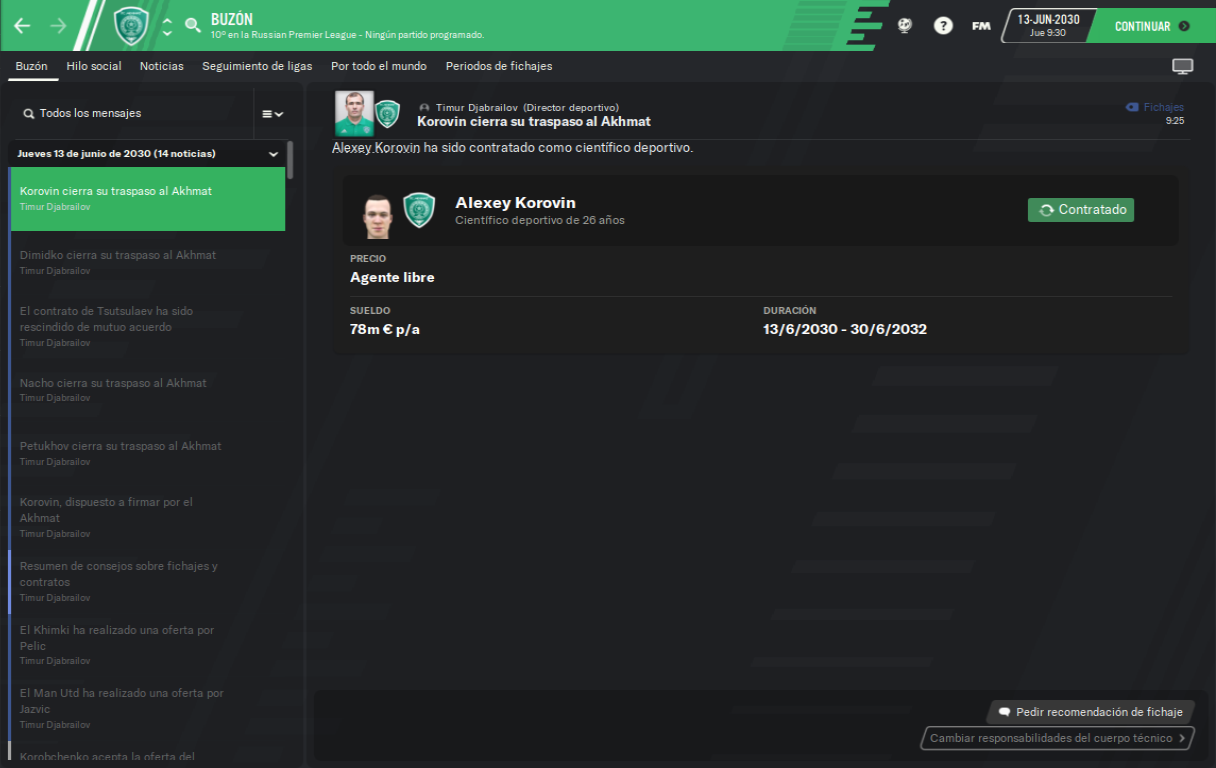 BUZÓN
10º en la Russian Premier League - Ningún partido programado.
FM
13-JUN-2030
Jue 9:30
CONTINUAR
Buzón
Hilo social
Noticias
Seguimiento de ligas
Por todo el mundo
Periodos de fichajes
Todos los mensajes
Jueves 13 de junio de 2030 (14 noticias)
Korovin cierra su traspaso al Akhmat
Timur Djabrailov
Dimidko cierra su traspaso al Akhmat
Timur Djabrailov
El contrato de Tsutsulaev ha sido
rescindido de mutuo acuerdo
Timur Djabrailov
Nacho cierra su traspaso al Akhmat
Timur Djabrailov
Petukhov cierra su traspaso al Akhmat
Timur Djabrailov
Korovin, dispuesto a firmar por el
Akhmat
Timur Djabrailov
Resumen de consejos sobre fichajes y
contratos
Timur Djabrailov
El Khimki ha realizado una oferta por
Pelic
Timur Djabrailov
El Man Utd ha realizado una oferta por
Jazvic
Timur Djabrailov
Korobchenko acepta la oferta del
Timur Djabrailov (Director deportivo)
Korovin cierra su traspaso al Akhmat
Fichajes
9:25
Alexey Korovin ha sido contratado como científico deportivo.
Alexey Korovin
Científico deportivo de 26 años
Contratado
PRECIO
Agente libre
SUELDO
78m € p/a
DURACIÓN
13/6/2030 - 30/6/2032
Pedir recomendación de fichaje
Cambiar responsabilidades del cuerpo técnico